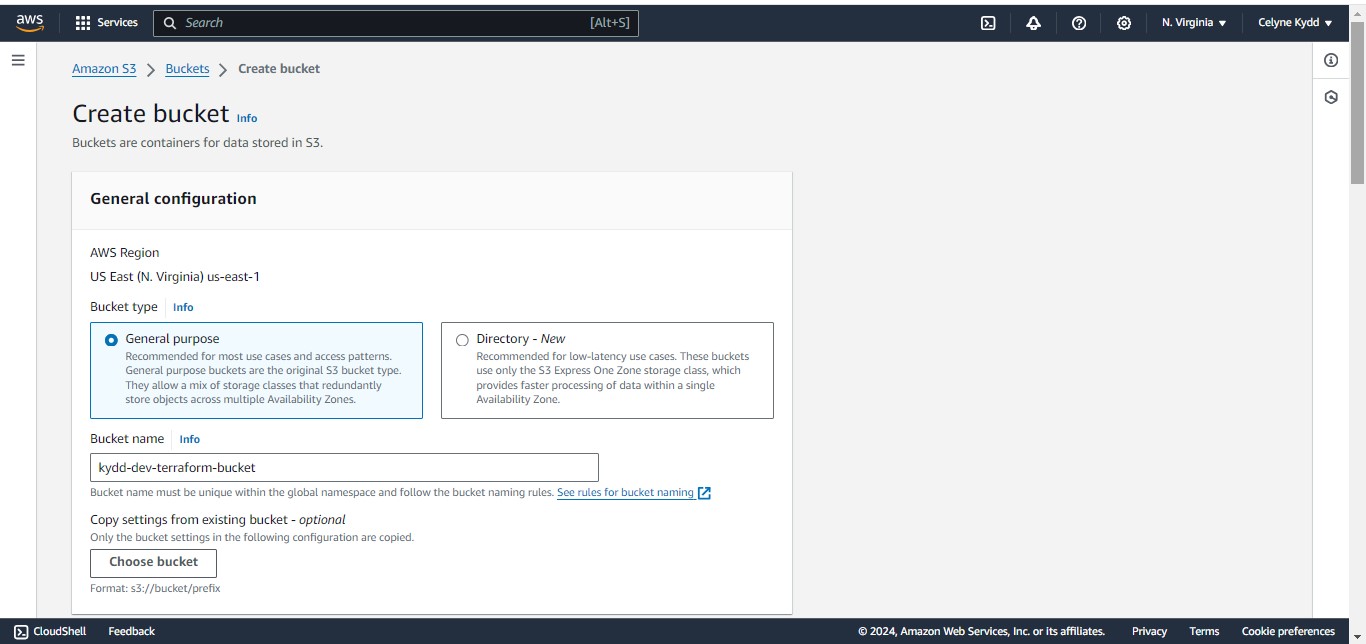 aws Services Search [Alt+S] N. Virginia ▼ Celyne Kydd ▼
Amazon S3 > Buckets > Create bucket
Create bucket Info
Buckets are containers for data stored in S3.
General configuration
AWS Region
US East (N. Virginia) us-east-1
Bucket type Info
General purpose
Recommended for most use cases and access patterns.
General purpose buckets are the original S3 bucket type.
They allow a mix of storage classes that redundantly
store objects across multiple Availability Zones.
Directory - New
Recommended for low-latency use cases. These buckets
use only the S3 Express One Zone storage class, which
provides faster processing of data within a single
Availability Zone.
Bucket name Info
kydd-dev-terraform-bucket
Bucket name must be unique within the global namespace and follow the bucket naming rules. See rules for bucket naming
Copy settings from existing bucket - optional
Only the bucket settings in the following configuration are copied.
Choose bucket
Format: s3://bucket/prefix
CloudShell Feedback © 2024, Amazon Web Services, Inc. or its affiliates. Privacy Terms Cookie preferences